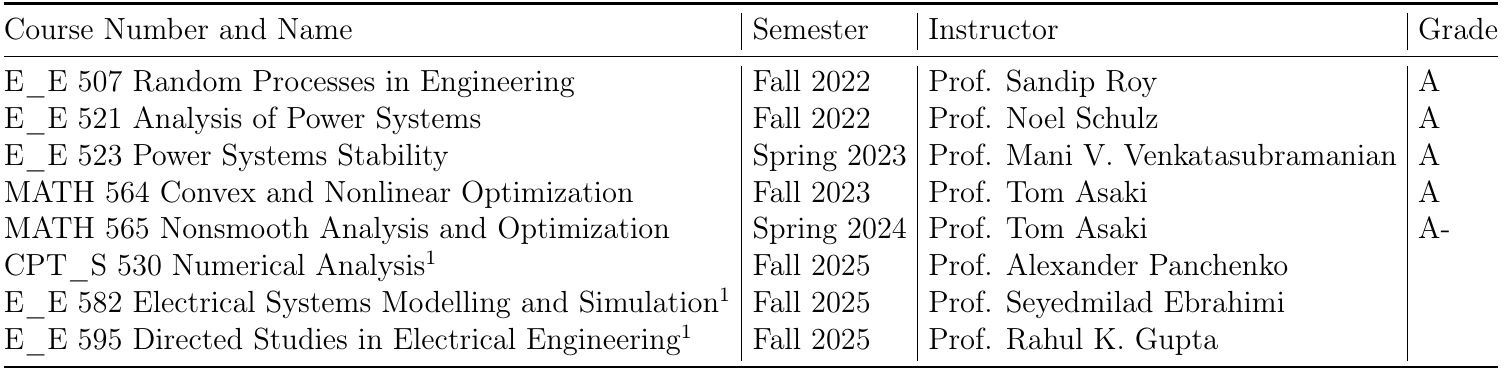 Course Number and Name Semester Instructor Grade
E_E 507 Random Processes in Engineering Fall 2022 Prof. Sandip Roy A
E_E 521 Analysis of Power Systems Fall 2022 Prof. Noel Schulz A
E_E 523 Power Systems Stability Spring 2023 Prof. Mani V. Venkatasubramanian A
MATH 564 Convex and Nonlinear Optimization Fall 2023 Prof. Tom Asaki A
MATH 565 Nonsmooth Analysis and Optimization Spring 2024 Prof. Tom Asaki A-
CPT_S 530 Numerical Analysis¹ Fall 2025 Prof. Alexander Panchenko
E_E 582 Electrical Systems Modelling and Simulation¹ Fall 2025 Prof. Seyedmilad Ebrahimi
E_E 595 Directed Studies in Electrical Engineering¹ Fall 2025 Prof. Rahul K. Gupta